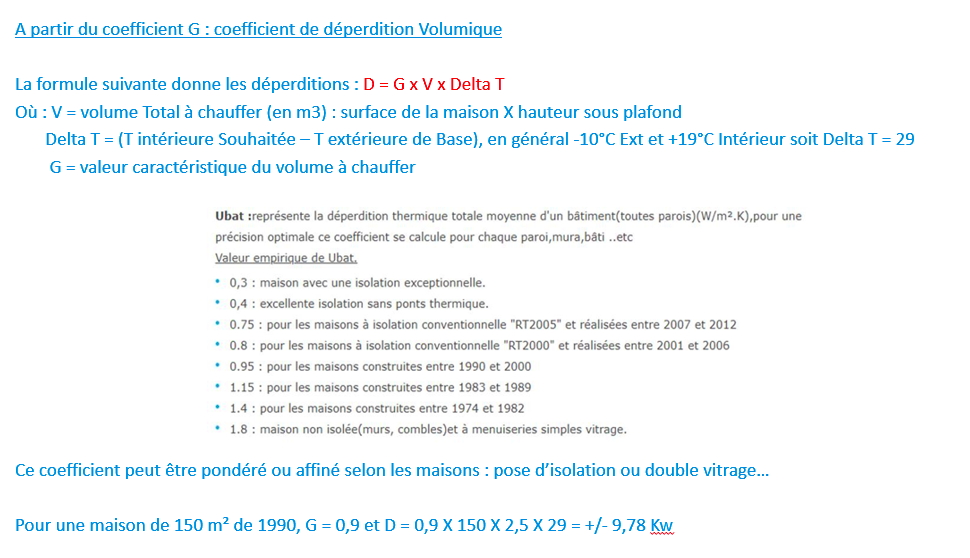 A partir du coefficient G : coefficient de déperdition Volumique
La formule suivante donne les déperditions : D = G x V x Delta T
Où : V = volume Total à chauffer (en m3) : surface de la maison X hauteur sous plafond
Delta T = (T intérieure Souhaitée – T extérieure de Base), en général -10°C Ext et +19°C Intérieur soit Delta T = 29
G = valeur caractéristique du volume à chauffer
Ubat :représente la déperdition thermique totale moyenne d'un bâtiment(toutes parois)(W/m².K),pour une
précision optimale ce coefficient se calcule pour chaque paroi,mura,bâti ..etc
Valeur empirique de Ubat.
• 0,3 : maison avec une isolation exceptionnelle.
• 0,4 : excellente isolation sans ponts thermique.
• 0.75 : pour les maisons à isolation conventionnelle "RT2005" et réalisées entre 2007 et 2012
• 0.8 : pour les maisons à isolation conventionnelle "RT2000" et réalisées entre 2001 et 2006
• 0.95 : pour les maisons construites entre 1990 et 2000
• 1.15 : pour les maisons construites entre 1983 et 1989
• 1.4 : pour les maisons construites entre 1974 et 1982
• 1.8 : maison non isolée(murs, combles)et à menuiseries simples vitrage.
Ce coefficient peut être pondéré ou affiné selon les maisons : pose d’isolation ou double vitrage…
Pour une maison de 150 m² de 1990, G = 0,9 et D = 0,9 X 150 X 2,5 X 29 = +/- 9,78 Kw